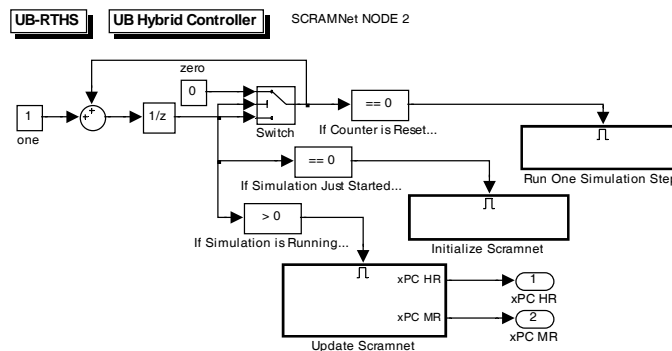 UB-RTHS
UB Hybrid Controller
SCRAMNet NODE 2
zero
0
1
one
+
+
1/z
Switch
== 0
If Counter is Reset...
Run One Simulation Step
== 0
If Simulation Just Started...
Initialize Scramnet
> 0
If Simulation is Running...
xPC HR
1
xPC HR
xPC MR
2
xPC MR
Update Scramnet